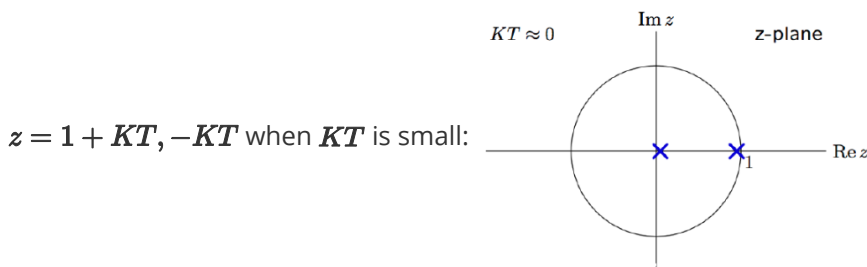 Im z
KT ≈ 0
z-plane
z = 1 + KT, −KT when KT is small:
Re z
1